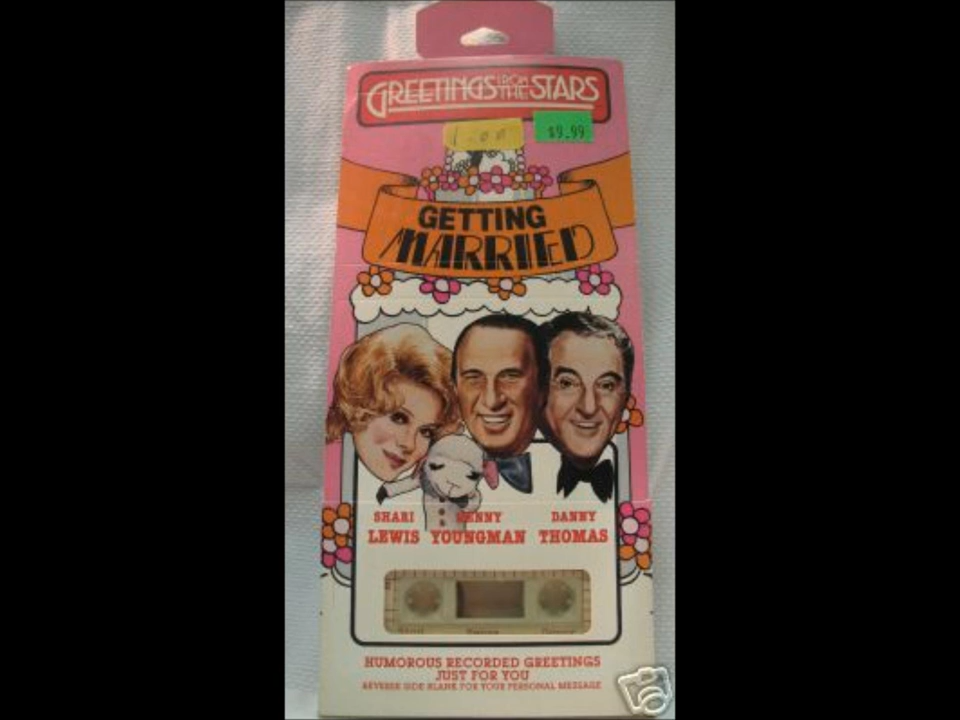 GREETINGS FROM THE STARS
$9.99
GETTING
MARRIED
SHARI
LEWIS
HENNY
YOUNGMAN
DANNY
THOMAS
HUMOROUS RECORDED GREETINGS
JUST FOR YOU
REVERSE SIDE BLANK FOR YOUR PERSONAL MESSAGE